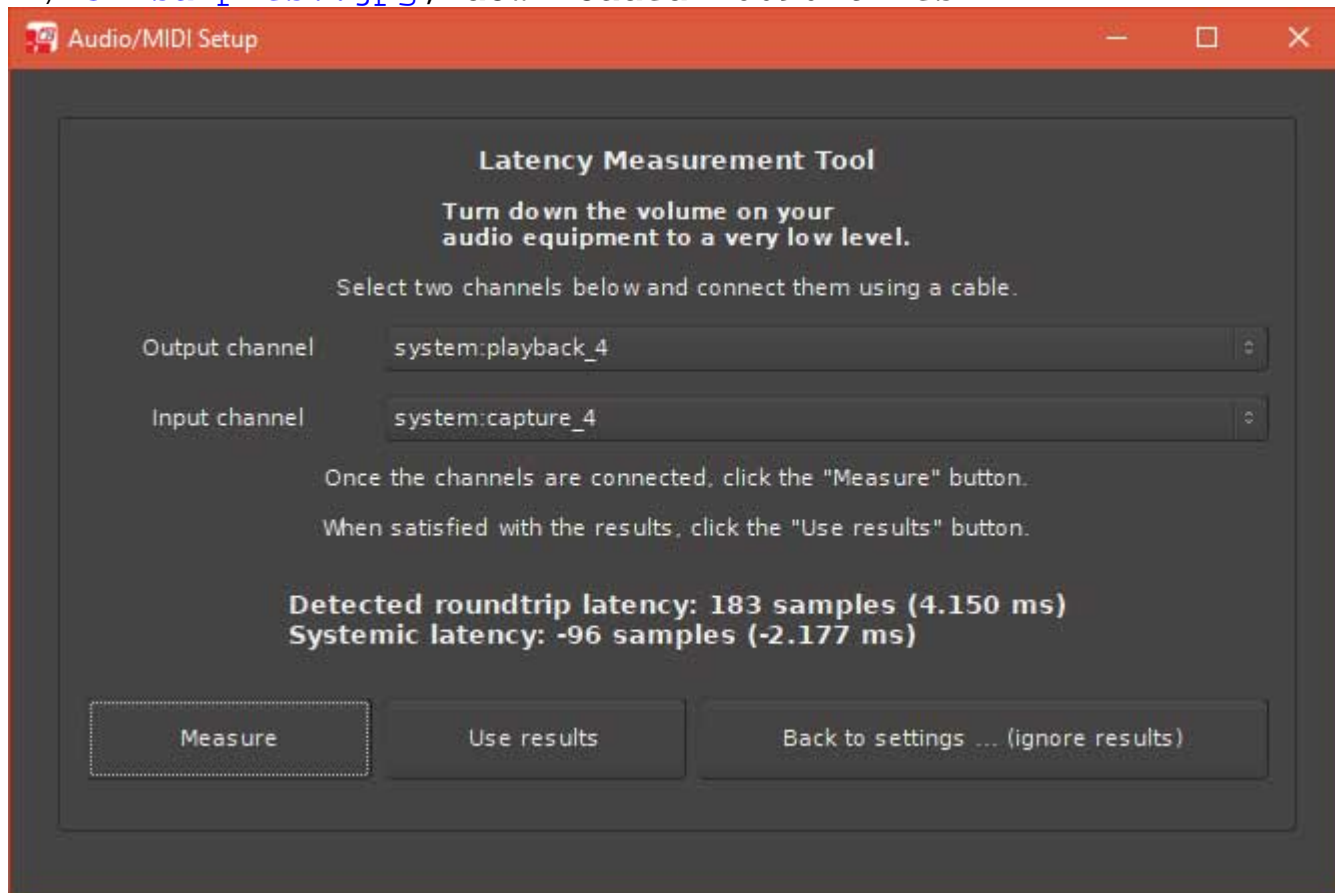 Audio/MIDI Setup
Latency Measurement Tool
Turn down the volume on your
audio equipment to a very low level.
Select two channels below and connect them using a cable.
Output channel system:playback_4
Input channel system:capture_4
Once the channels are connected, click the "Measure" button.
When satisfied with the results, click the "Use results" button.
Detected roundtrip latency: 183 samples (4.150 ms)
Systemic latency: -96 samples (-2.177 ms)
Measure Use results Back to settings ... (ignore results)